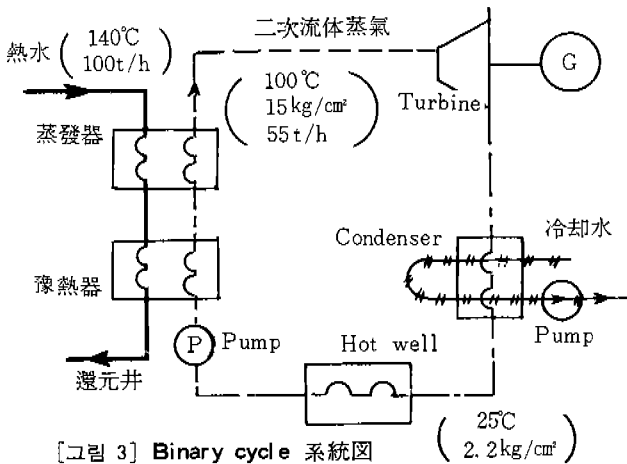 二次流体蒸氣
熱水 (140℃
100t/h)
G
Turbine
(100℃
15kg/cm²
55t/h)
蒸發器
Condenser
冷却水
豫熱器
P Pump
Pump
Hot well
還元井
(25℃
2.2kg/cm²)
[그림 3] Binary cycle 系統図